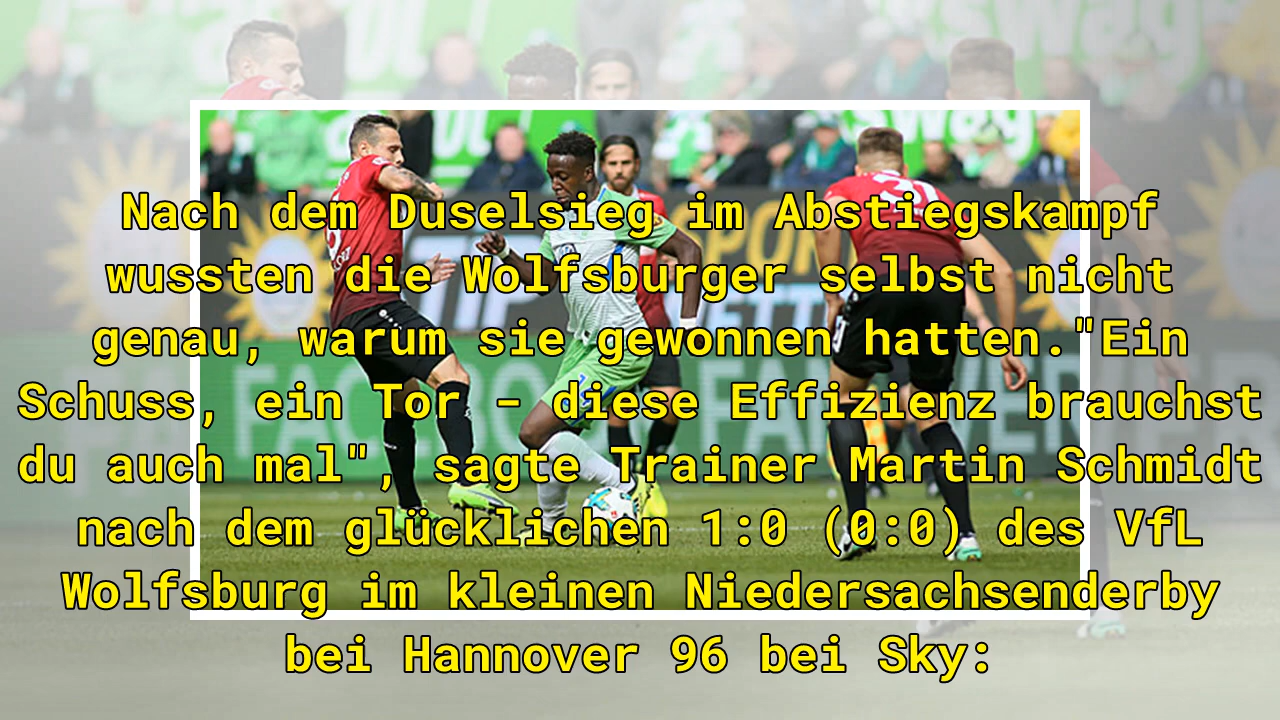 Nach dem Duselsieg im Abstiegskampf
wussten die Wolfsburger selbst nicht
genau, warum sie gewonnen hatten."Ein
Schuss, ein Tor - diese Effizienz brauchst
du auch mal", sagte Trainer Martin Schmidt
nach dem glücklichen 1:0 (0:0) des VfL
Wolfsburg im kleinen Niedersachsenderby
bei Hannover 96 bei Sky: